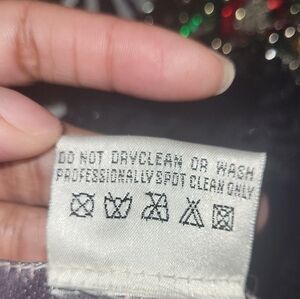 DO NOT DRYCLEAN OR WASH
PROFESSIONALLY SPOT CLEAN ONLY